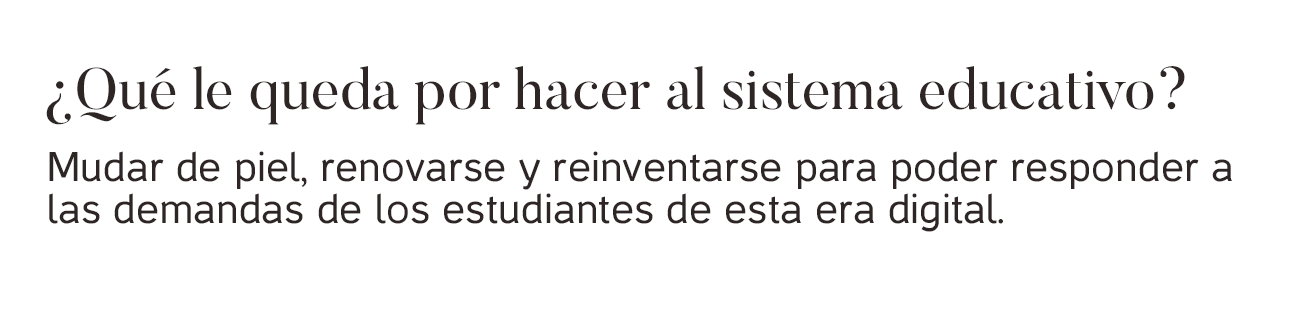 ¿Qué le queda por hacer al sistema educativo?
Mudar de piel, renovarse y reinventarse para poder responder a
las demandas de los estudiantes de esta era digital.